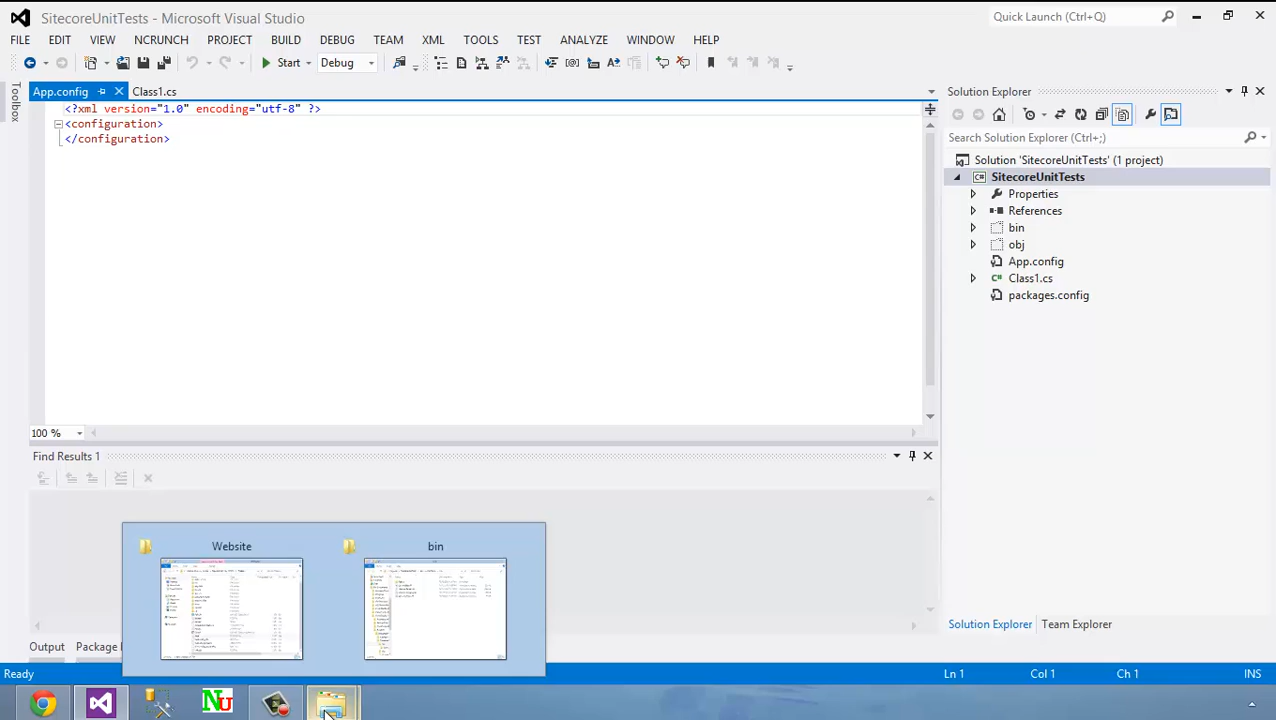 SitecoreUnitTests - Microsoft Visual Studio
Quick Launch (Ctrl+Q)
FILE EDIT VIEW NCRUNCH PROJECT BUILD DEBUG TEAM XML TOOLS TEST ANALYZE WINDOW HELP
Start Debug
Toolbox
App.config Class1.cs
<?xml version="1.0" encoding="utf-8" ?>
<configuration>
</configuration>
100 %
Solution Explorer
Search Solution Explorer (Ctrl+;)
Solution 'SitecoreUnitTests' (1 project)
SitecoreUnitTests
Properties
References
bin
obj
App.config
Class1.cs
packages.config
Find Results 1
Website bin
Output Package
Solution Explorer Team Explorer
Ready Ln 1 Col 1 Ch 1 INS
Nu